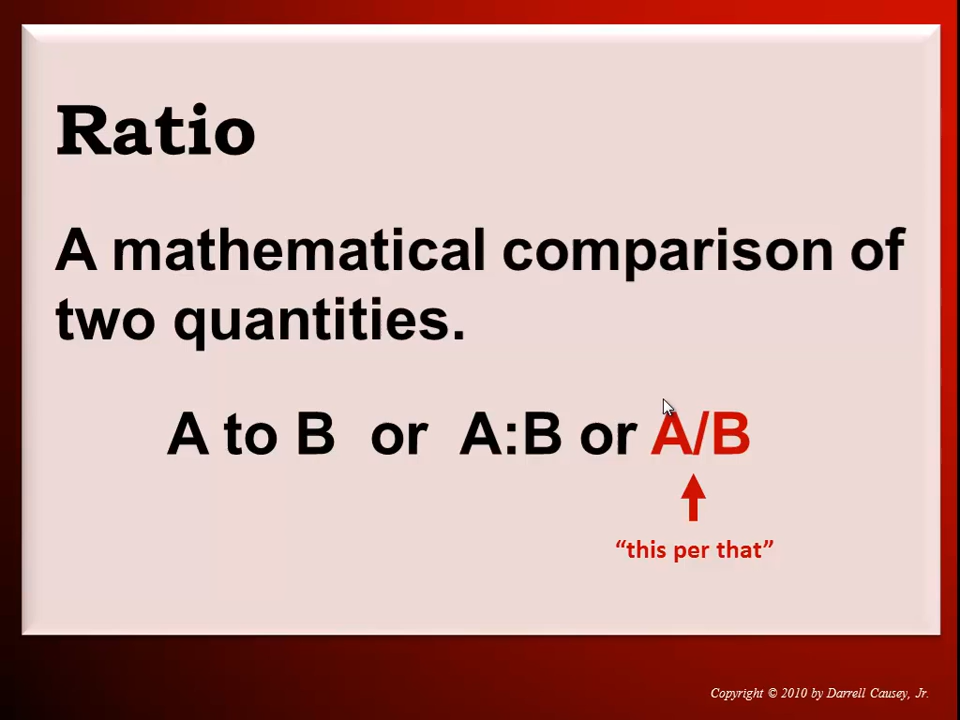 Ratio
A mathematical comparison of
two quantities.
A to B or A:B or A/B
“this per that”
Copyright © 2010 by Darrell Causey, Jr.